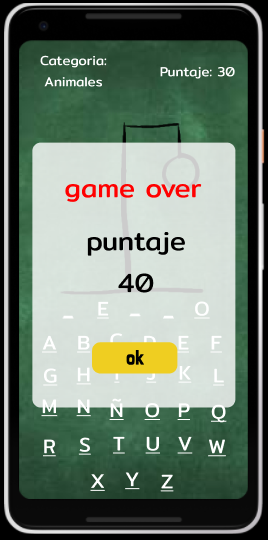 Categoria:
Animales
Puntaje: 30
game over
puntaje
40
_ E _ _ O
A B C D E F
G H I J K L
ok
M N Ñ O P Q
R S T U V W
X Y Z